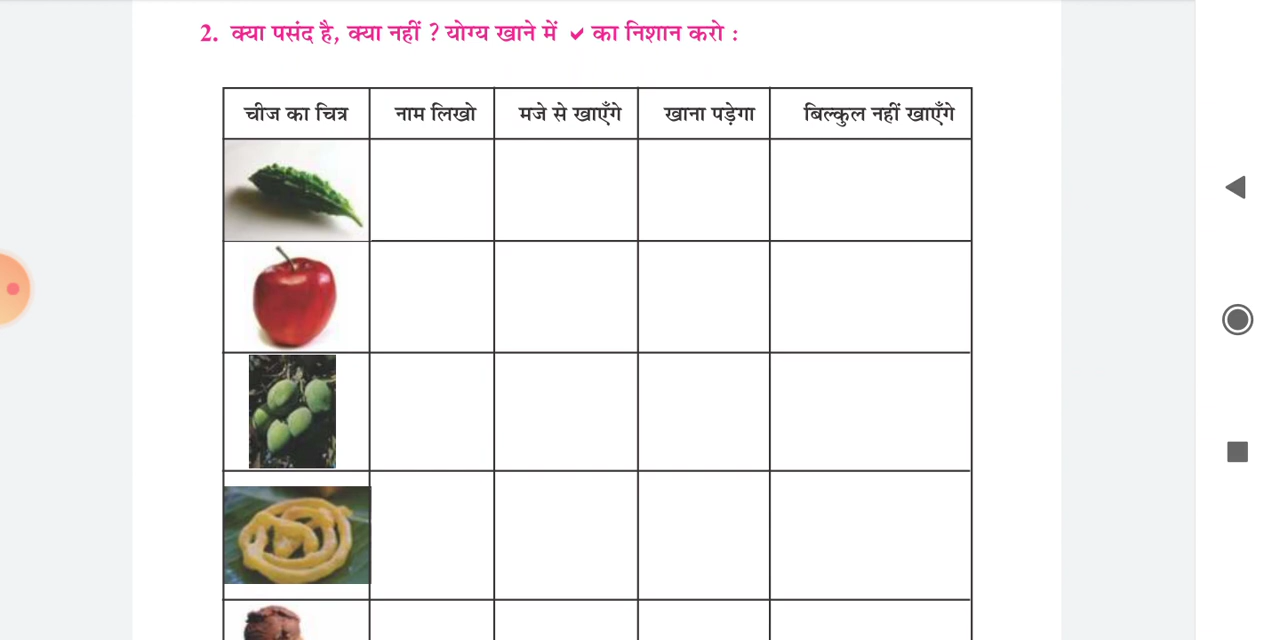 2. क्या पसंद है, क्या नहीं ? योग्य खाने में ✓ का निशान करो :
चीज का चित्र नाम लिखो मजे से खाएँगे खाना पड़ेगा बिल्कुल नहीं खाएँगे